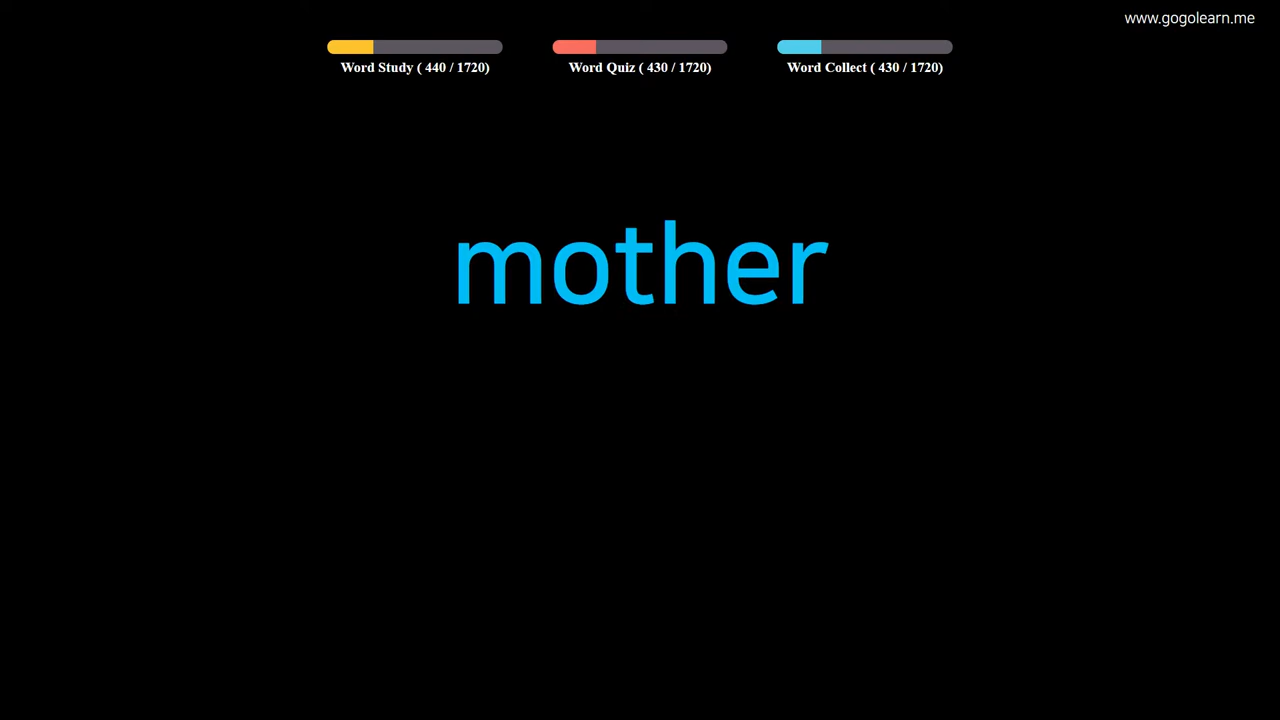 www.gogolearn.me
Word Study ( 440 / 1720) Word Quiz ( 430 / 1720) Word Collect ( 430 / 1720)
mother